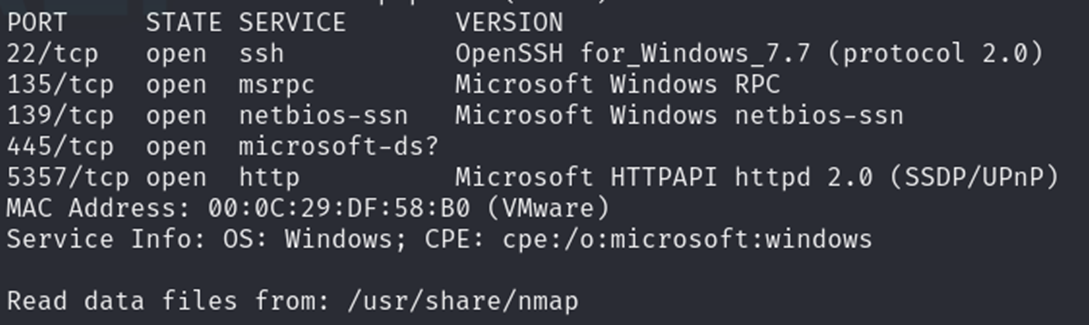 PORT     STATE SERVICE       VERSION
22/tcp   open  ssh           OpenSSH for_Windows_7.7 (protocol 2.0)
135/tcp  open  msrpc         Microsoft Windows RPC
139/tcp  open  netbios-ssn   Microsoft Windows netbios-ssn
445/tcp  open  microsoft-ds?
5357/tcp open  http          Microsoft HTTPAPI httpd 2.0 (SSDP/UPnP)
MAC Address: 00:0C:29:DF:58:B0 (VMware)
Service Info: OS: Windows; CPE: cpe:/o:microsoft:windows
Read data files from: /usr/share/nmap